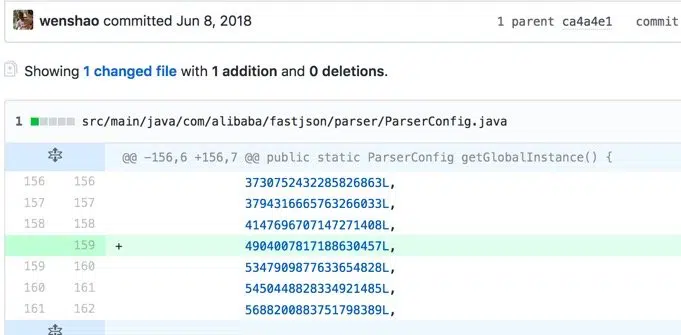 wenshao committed Jun 8, 2018 1 parent ca4a4e1 commit
Showing 1 changed file with 1 addition and 0 deletions.
1 src/main/java/com/alibaba/fastjson/parser/ParserConfig.java
@@ -156,6 +156,7 @@ public static ParserConfig getGlobalInstance() {
156 156 3730752432285826863L,
157 157 3794316665763266033L,
158 158 4147696707147271408L,
159 + 4904007817188630457L,
159 160 5347909877633654828L,
160 161 5450448828334921485L,
161 162 5688200883751798389L,